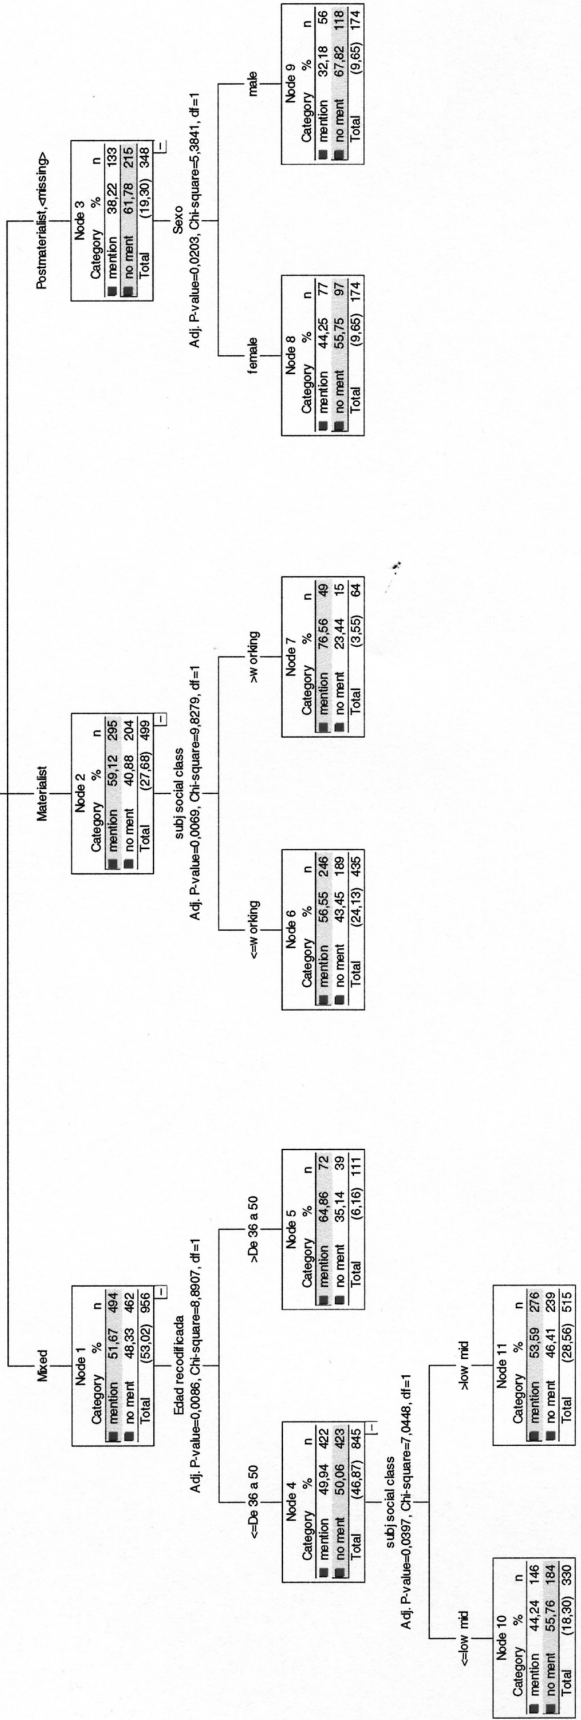 Mixed
Node 1
Category % n
mention 51,67 494
no ment 48,33 462
Total (53,02) 956
Edad recodificada
Adj. P-value=0,0086, Chi-square=8,8907, df=1
<=De 36 a 50
Node 4
Category % n
mention 49,94 422
no ment 50,06 423
Total (46,87) 845
subj social class
Adj. P-value=0,0397, Chi-square=7,0448, df=1
<=low mid
Node 10
Category % n
mention 44,24 146
no ment 55,76 184
Total (18,30) 330
>low mid
Node 11
Category % n
mention 53,59 276
no ment 46,41 239
Total (28,56) 515
>De 36 a 50
Node 5
Category % n
mention 64,86 72
no ment 35,14 39
Total (6,16) 111
Materialist
Node 2
Category % n
mention 59,12 295
no ment 40,88 204
Total (27,68) 499
subj social class
Adj. P-value=0,0069, Chi-square=9,8279, df=1
<=w orking
Node 6
Category % n
mention 56,55 246
no ment 43,45 189
Total (24,13) 435
>w orking
Node 7
Category % n
mention 76,56 49
no ment 23,44 15
Total (3,55) 64
Postmaterialist,<missing>
Node 3
Category % n
mention 38,22 133
no ment 61,78 215
Total (19,30) 348
Sexo
Adj. P-value=0,0203, Chi-square=5,3841, df=1
female
Node 8
Category % n
mention 44,25 77
no ment 55,75 97
Total (9,65) 174
male
Node 9
Category % n
mention 32,18 56
no ment 67,82 118
Total (9,65) 174